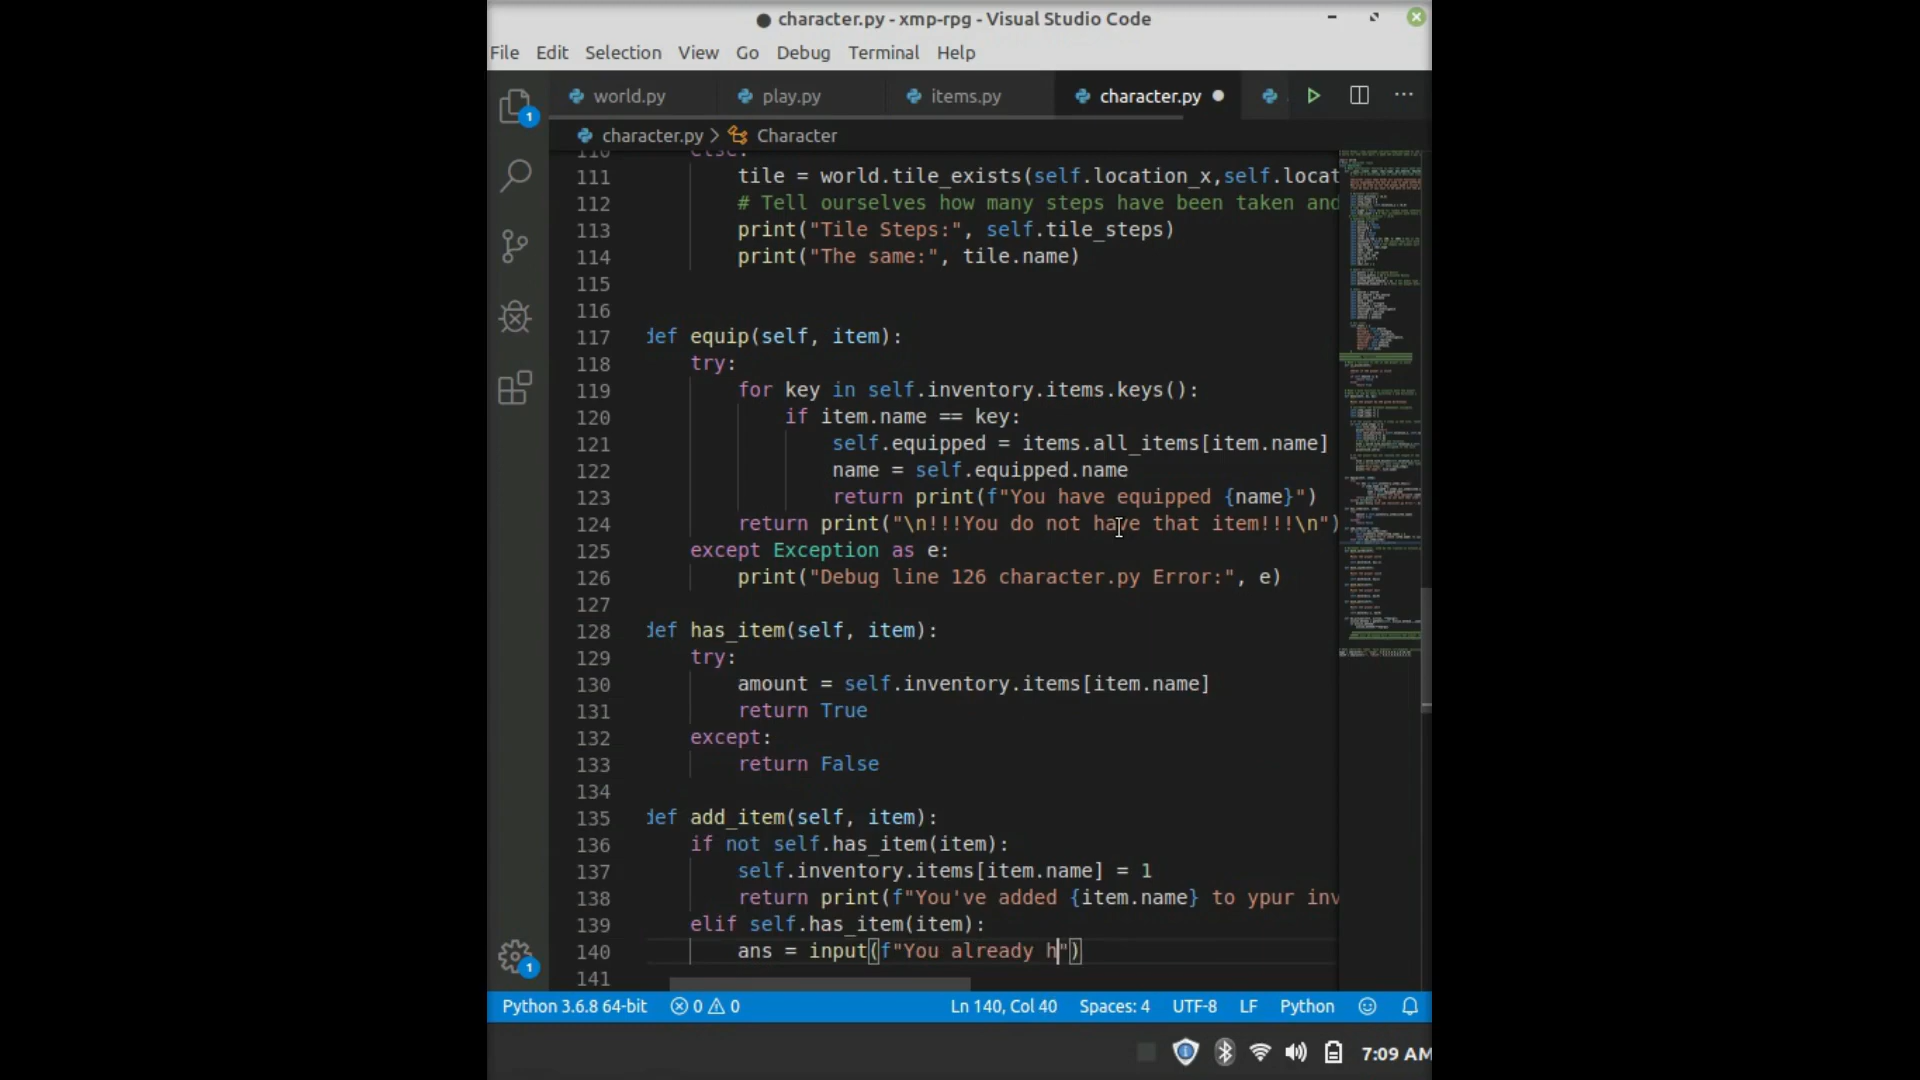 character.py - xmp-rpg - Visual Studio Code
File Edit Selection View Go Debug Terminal Help
world.py play.py items.py character.py
character.py > Character
110 else:
111 tile = world.tile_exists(self.location_x,self.locat
112 # Tell ourselves how many steps have been taken and
113 print("Tile Steps:", self.tile_steps)
114 print("The same:", tile.name)
115
116
117 def equip(self, item):
118 try:
119 for key in self.inventory.items.keys():
120 if item.name == key:
121 self.equipped = items.all_items[item.name]
122 name = self.equipped.name
123 return print(f"You have equipped {name}")
124 return print("\n!!!You do not have that item!!!\n")
125 except Exception as e:
126 print("Debug line 126 character.py Error:", e)
127
128 def has_item(self, item):
129 try:
130 amount = self.inventory.items[item.name]
131 return True
132 except:
133 return False
134
135 def add_item(self, item):
136 if not self.has_item(item):
137 self.inventory.items[item.name] = 1
138 return print(f"You've added {item.name} to ypur inv
139 elif self.has_item(item):
140 ans = input(f"You already h")
141
1
1
Python 3.6.8 64-bit 0 0 Ln 140, Col 40 Spaces: 4 UTF-8 LF Python
7:09 AM